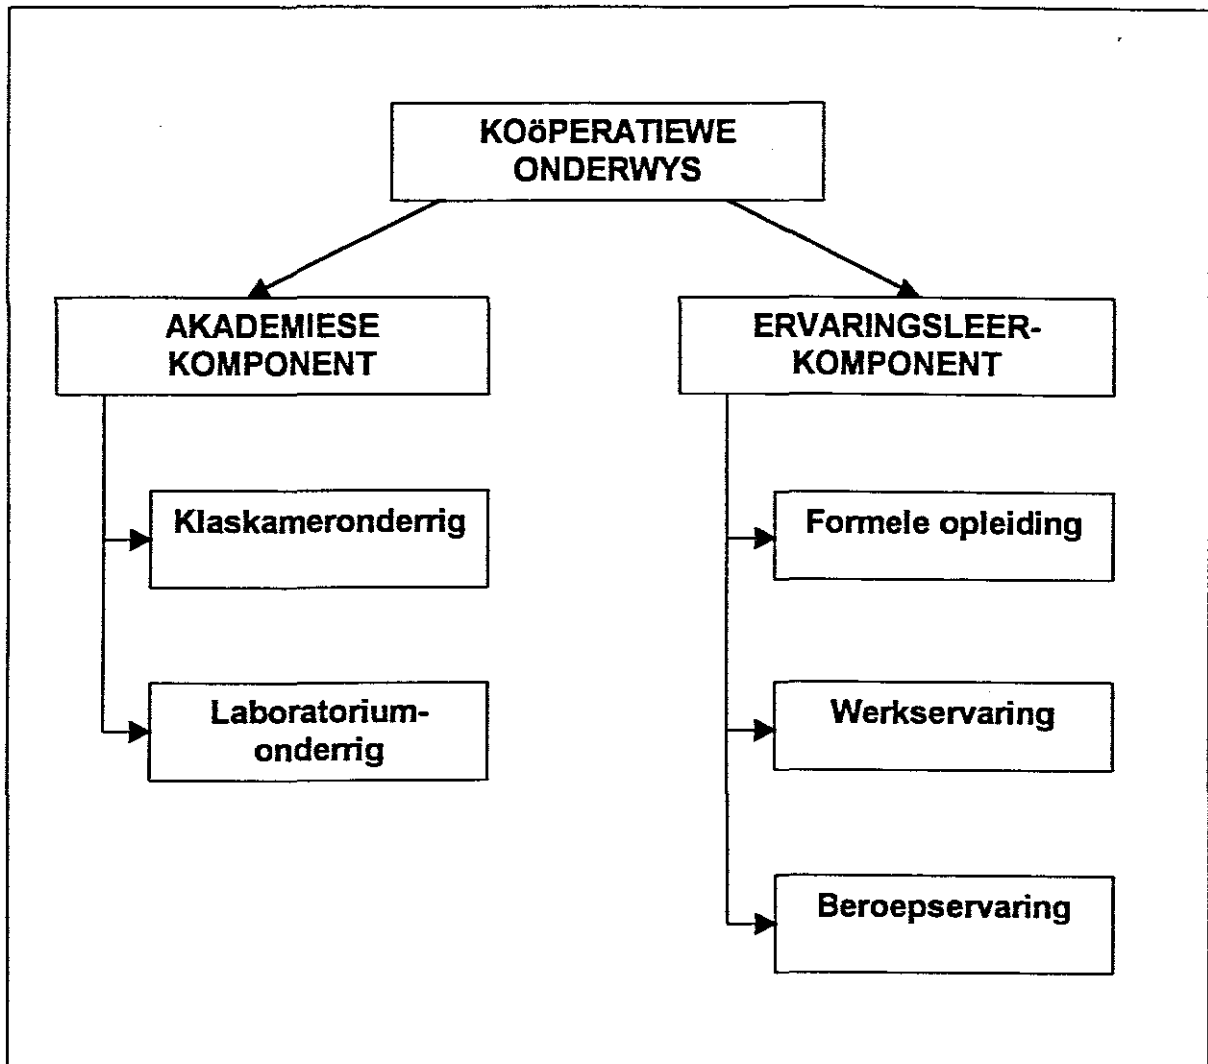 KOöPERATIEWE
ONDERWYS
AKADEMIESE
KOMPONENT
ERVARINGSLEER-
KOMPONENT
Klaskameronderrig
Formele opleiding
Laboratorium-
onderrig
Werkservaring
Beroepservaring